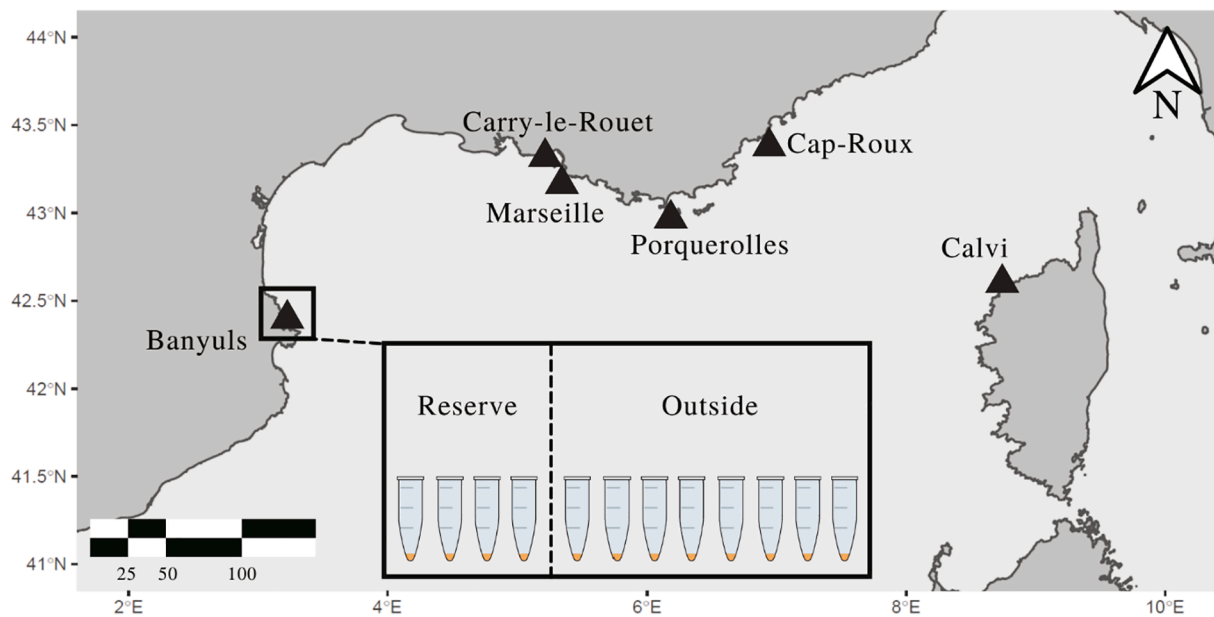 44°N
43.5°N
43°N
42.5°N
42°N
41.5°N
41°N
N
Carry-le-Rouet
Cap-Roux
Marseille
Porquerolles
Calvi
Banyuls
Reserve
Outside
25 50 100
2°E 4°E 6°E 8°E 10°E